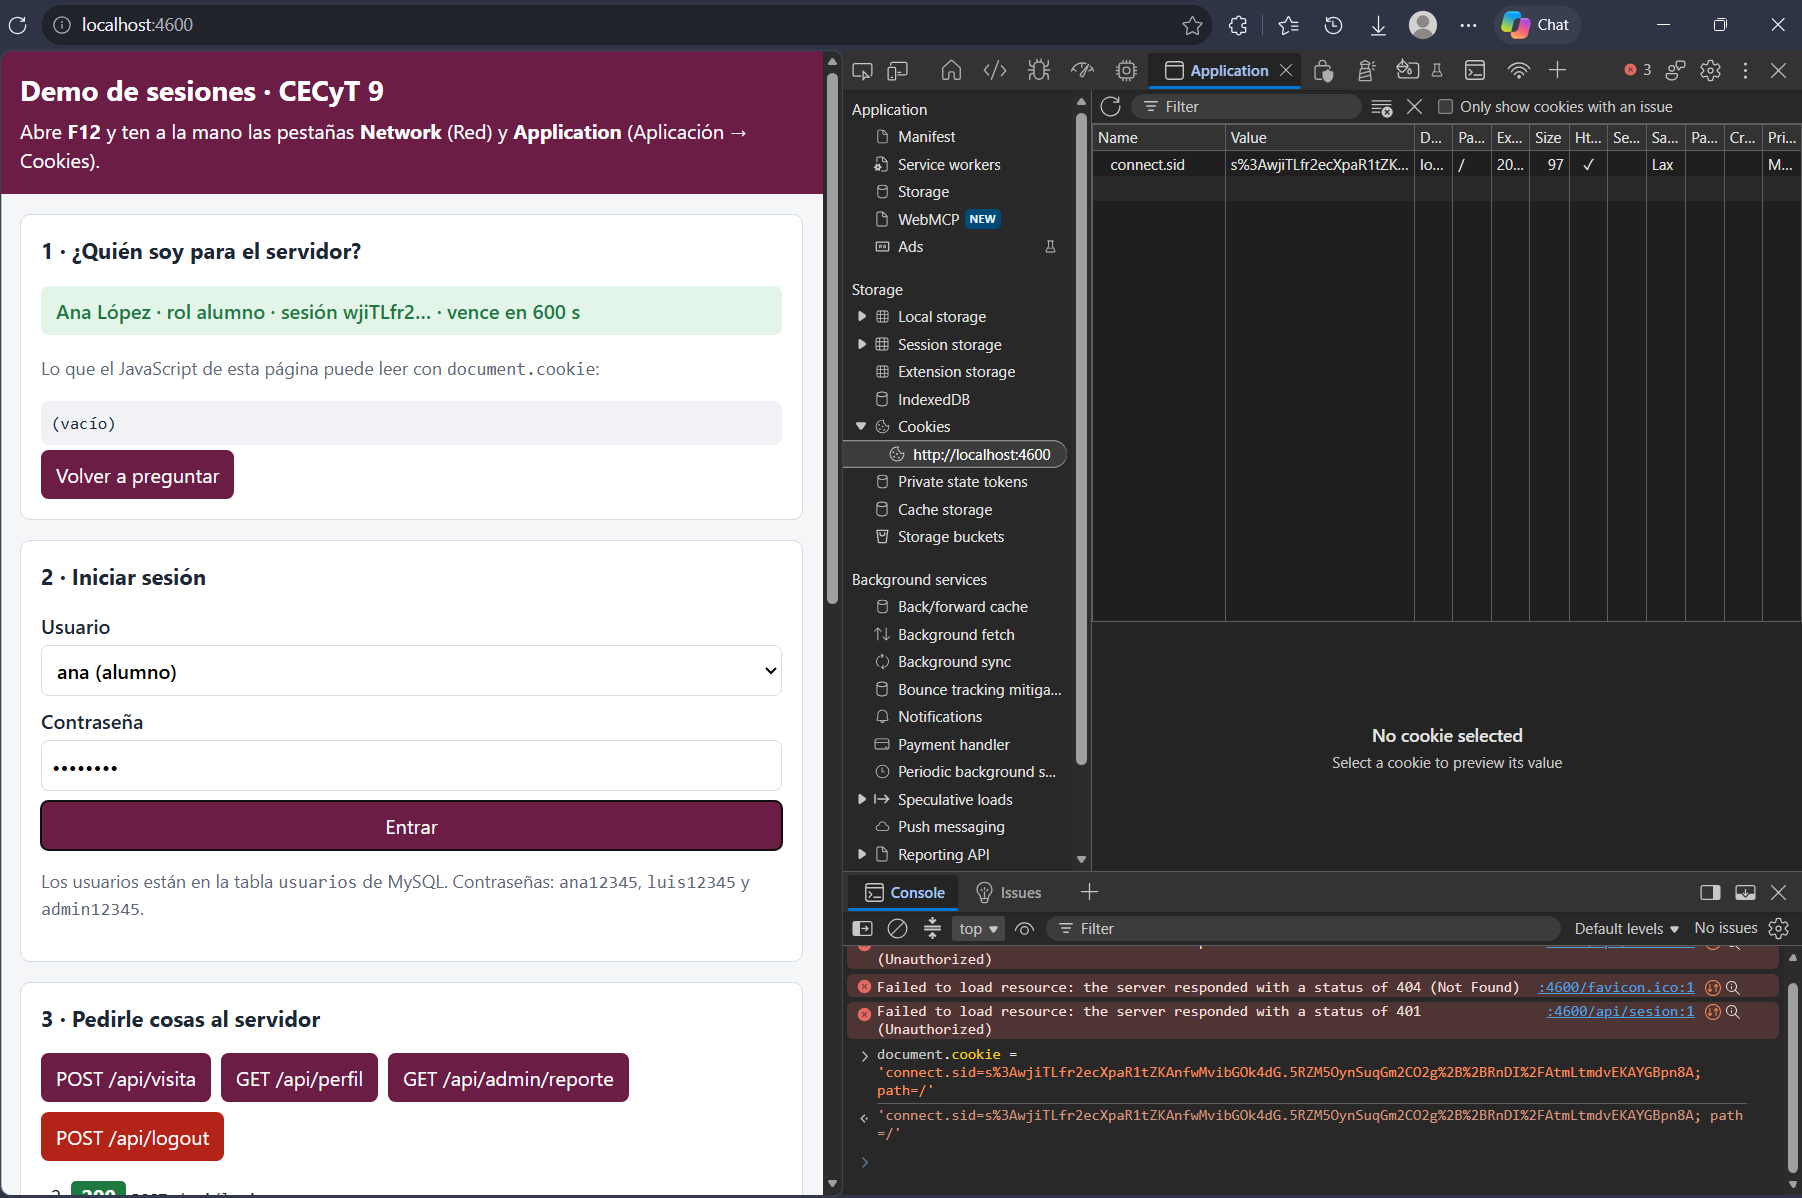 localhost:4600
Chat
Demo de sesiones · CECyT 9
Abre F12 y ten a la mano las pestañas Network (Red) y Application (Aplicación →
Cookies).
1 · ¿Quién soy para el servidor?
Ana López · rol alumno · sesión wjiTLfr2... · vence en 600 s
Lo que el JavaScript de esta página puede leer con document.cookie:
(vacío)
Volver a preguntar
2 · Iniciar sesión
Usuario
ana (alumno)
Contraseña
••••••••
Entrar
Los usuarios están en la tabla usuarios de MySQL. Contraseñas: ana12345, luis12345 y
admin12345.
3 · Pedirle cosas al servidor
POST /api/visita
GET /api/perfil
GET /api/admin/reporte
POST /api/logout
Application
3
Application
Manifest
Service workers
Storage
WebMCP NEW
Ads
Storage
Local storage
Session storage
Extension storage
IndexedDB
Cookies
http://localhost:4600
Private state tokens
Cache storage
Storage buckets
Background services
Back/forward cache
Background fetch
Background sync
Bounce tracking mitiga...
Notifications
Payment handler
Periodic background s...
Speculative loads
Push messaging
Reporting API
Filter
Only show cookies with an issue
Name Value D... Pa... Ex... Size Ht... Se... Sa... Pa... Cr... Pri...
connect.sid s%3AwjiTLfr2ecXpaR1tZK... lo... / 20... 97 ✓ Lax M...
No cookie selected
Select a cookie to preview its value
Console
Issues
top
Filter
Default levels
No issues
(Unauthorized)
Failed to load resource: the server responded with a status of 404 (Not Found) :4600/favicon.ico:1
Failed to load resource: the server responded with a status of 401 :4600/api/sesion:1
(Unauthorized)
document.cookie =
'connect.sid=s%3AwjiTLfr2ecXpaR1tZKAnfwMvibGOk4dG.5RZM5OynSuqGm2CO2g%2B%2BRnDI%2FAtmLtmdvEKAYGBpn8A;
path=/'
'connect.sid=s%3AwjiTLfr2ecXpaR1tZKAnfwMvibGOk4dG.5RZM5OynSuqGm2CO2g%2B%2BRnDI%2FAtmLtmdvEKAYGBpn8A; path
=/'